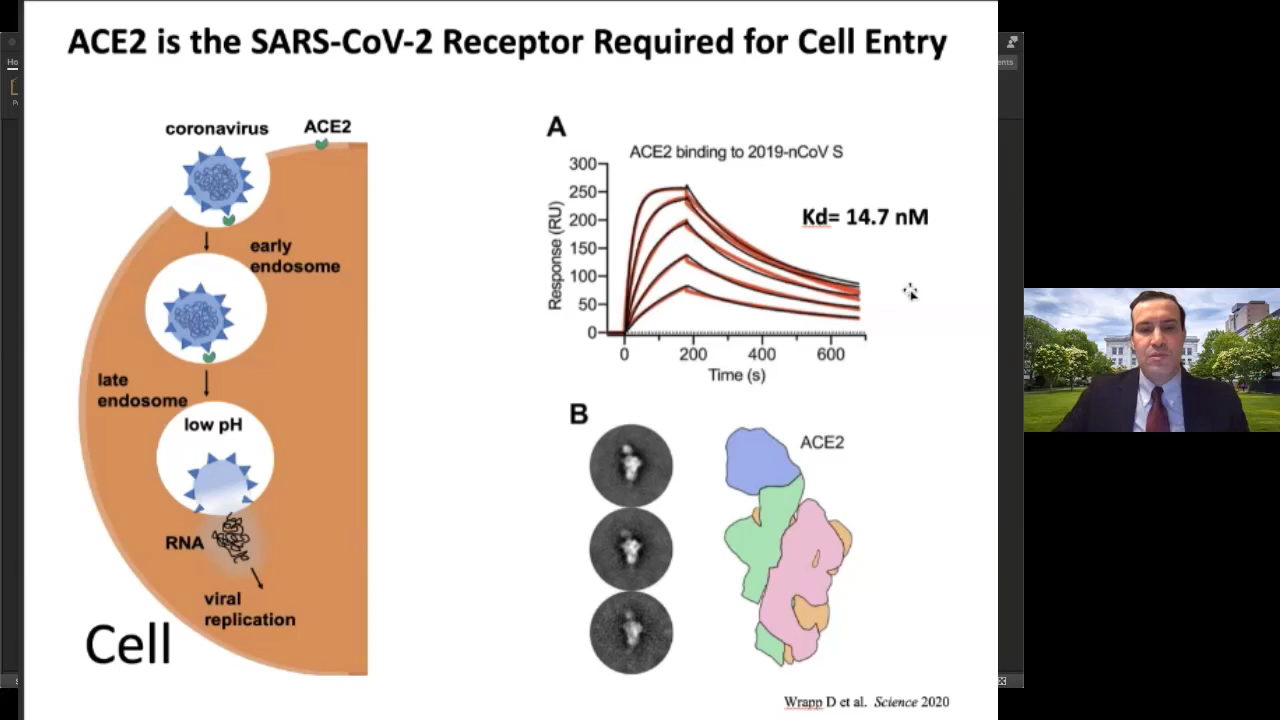 ACE2 is the SARS-CoV-2 Receptor Required for Cell Entry
Ho
ents
coronavirus
ACE2
early
endosome
late
endosome
low pH
RNA
viral
replication
Cell
A
ACE2 binding to 2019-nCoV S
Response (RU)
300
250
200
150
100
50
0
0 200 400 600
Time (s)
Kd= 14.7 nM
B
ACE2
Wrapp D et al. Science 2020